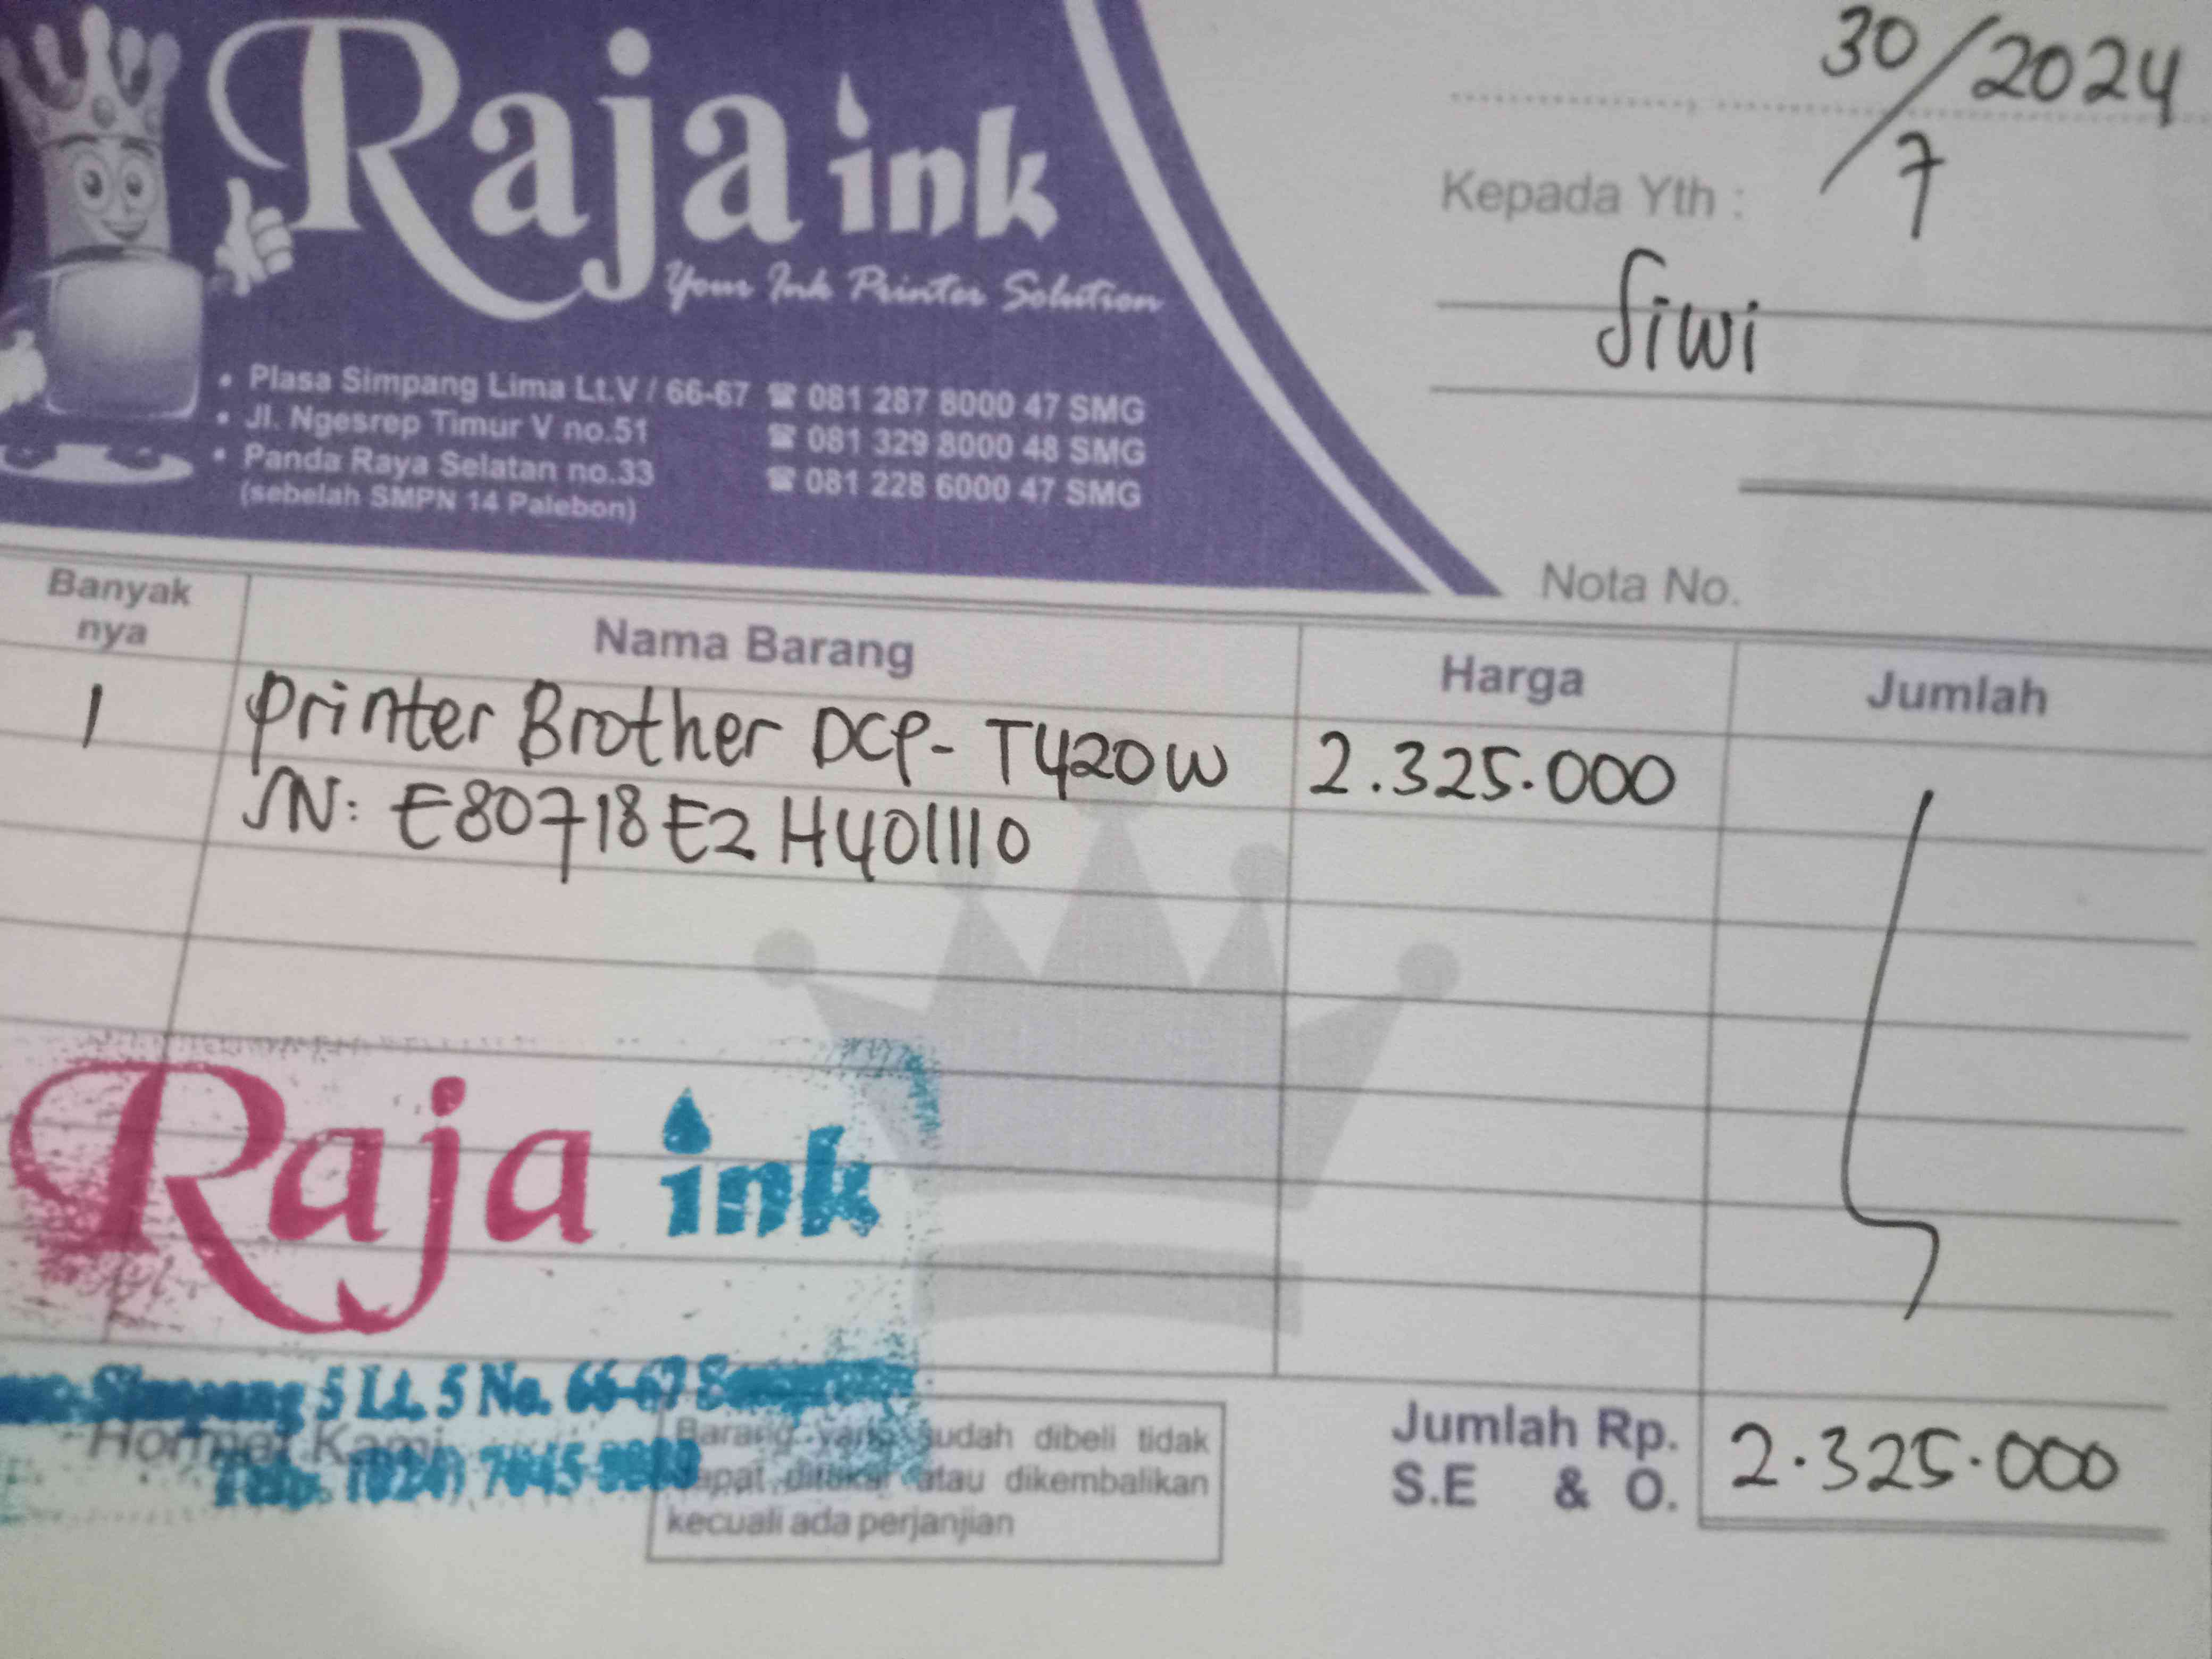 Raja ink
Your Ink Printer Solution
• Plasa Simpang Lima Lt.V / 66-67 ☎ 081 287 8000 47 SMG
• Jl. Ngesrep Timur V no.51 ☎ 081 329 8000 48 SMG
• Panda Raya Selatan no.33 ☎ 081 228 6000 47 SMG
(sebelah SMPN 14 Palebon)
30/7 2024
Kepada Yth :
Siwi
Nota No.
Banyak nya Nama Barang Harga Jumlah
1 Printer Brother DCP-T420W 2.325.000
SN: E80718E2H401110
Raja ink
Simpang 5 Lt. 5 No. 66-67
Hormat Kami
Telp. (024)
Barang yang sudah dibeli tidak
dapat ditukar atau dikembalikan
kecuali ada perjanjian
Jumlah Rp. 2.325.000
S.E & O.